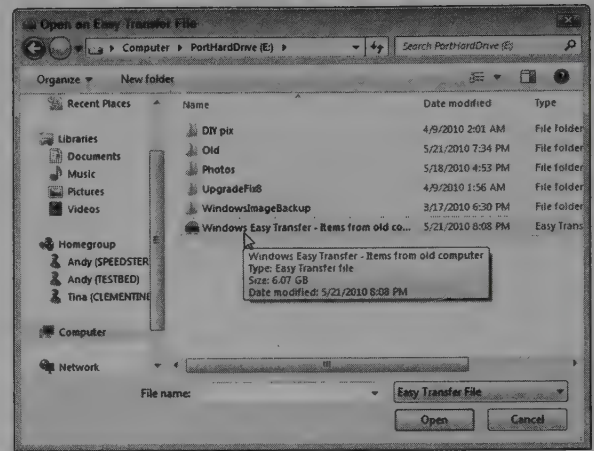 Open an Easy Transfer File
Computer ▸ PortHardDrive (E:) ▸
Search PortHardDrive (E:)
Organize New folder
Name Date modified Type
Recent Places
Libraries
Documents
Music
Pictures
Videos
Homegroup
Andy (SPEEDSTER
Andy (TESTBED)
Tina (CLEMENTINE
Computer
Network
DIY pix 4/9/2010 2:01 AM File folder
Old 5/21/2010 7:34 PM File folder
Photos 5/18/2010 4:53 PM File folder
UpgradeFix8 4/9/2010 1:56 AM File folder
WindowsImageBackup 3/17/2010 6:30 PM File folder
Windows Easy Transfer - Items from old co... 5/21/2010 8:08 PM Easy Trans
Windows Easy Transfer - Items from old computer
Type: Easy Transfer file
Size: 6.07 GB
Date modified: 5/21/2010 8:08 PM
File name:
Easy Transfer File
Open Cancel